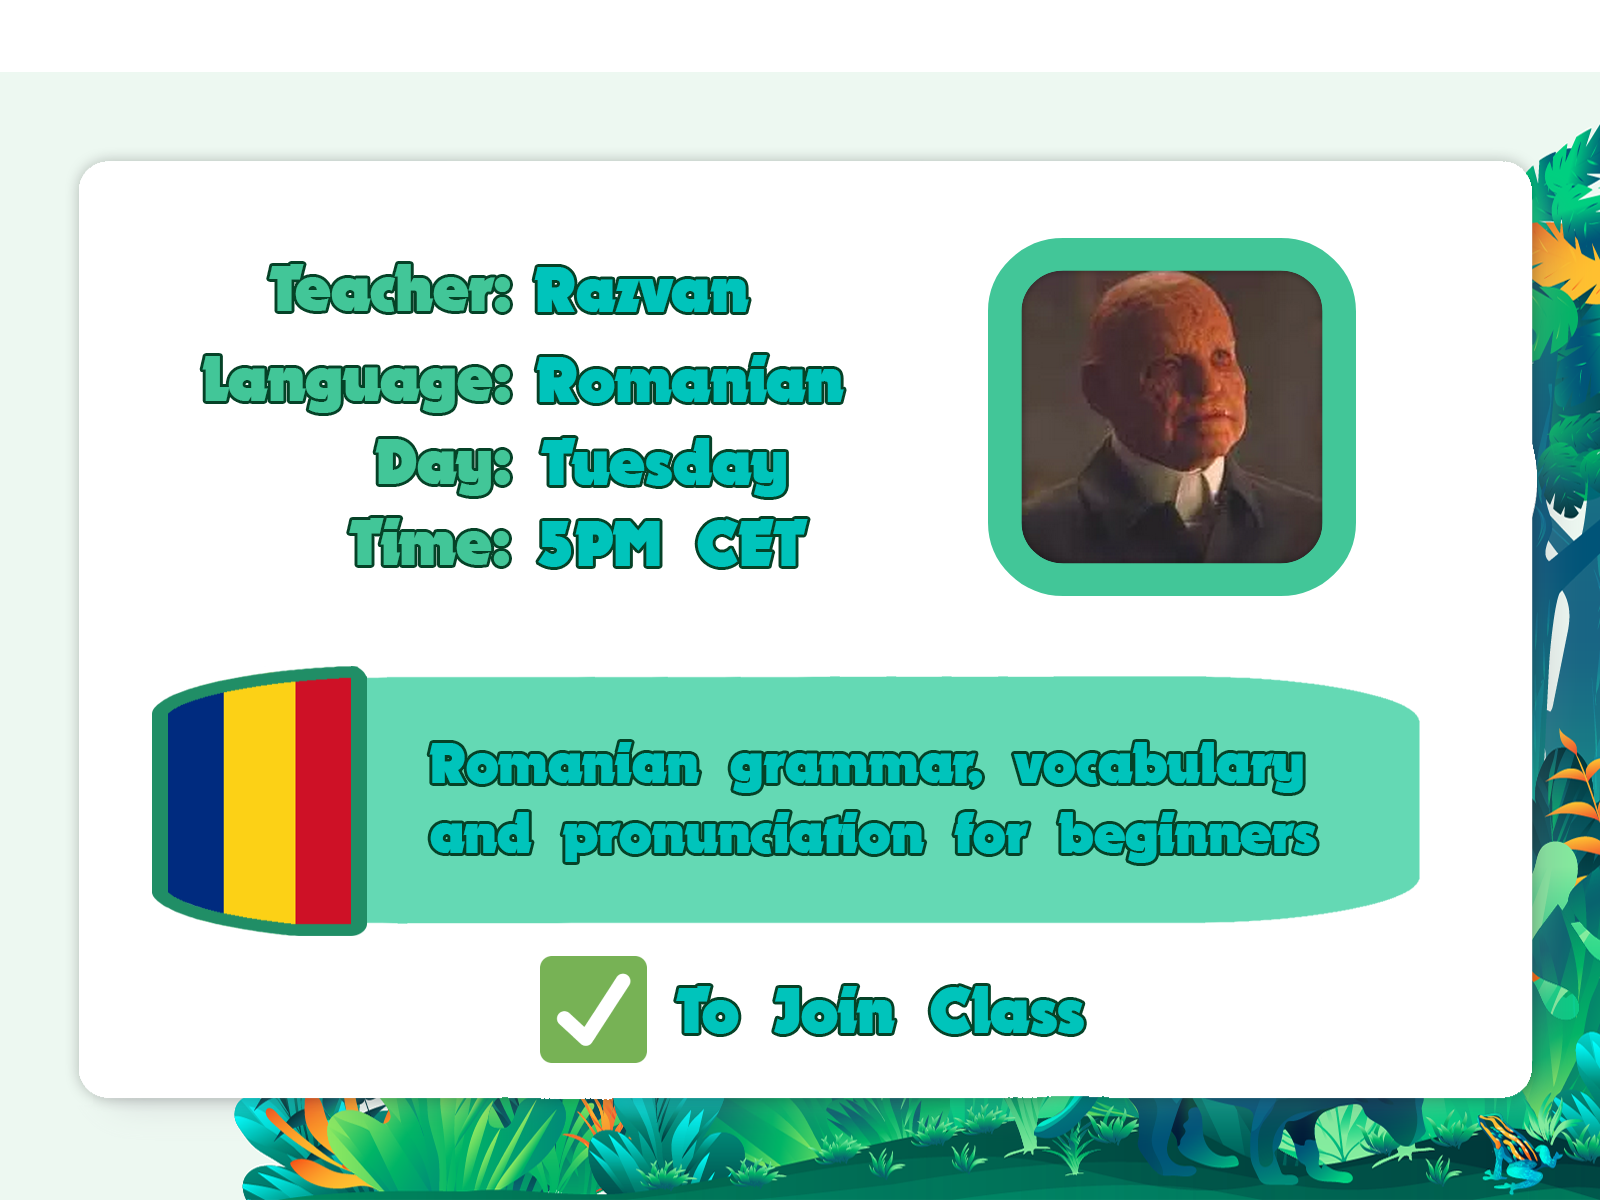 Teacher: Razvan
Language: Romanian
Day: Tuesday
Time: 5PM CET
Romanian grammar, vocabulary
and pronunciation for beginners
To Join Class